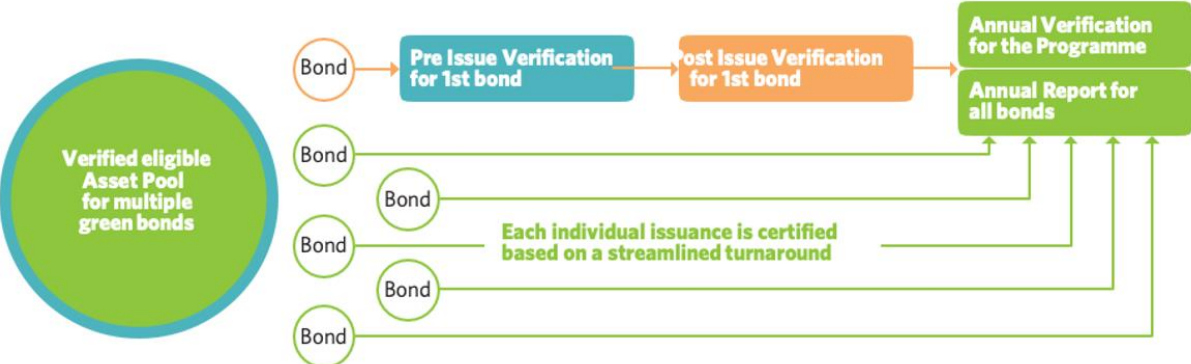 Verified eligible
Asset Pool
for multiple
green bonds
Bond
Pre Issue Verification
for 1st bond
Post Issue Verification
for 1st bond
Annual Verification
for the Programme
Annual Report for
all bonds
Bond
Bond
Bond
Each individual issuance is certified
based on a streamlined turnaround
Bond
Bond